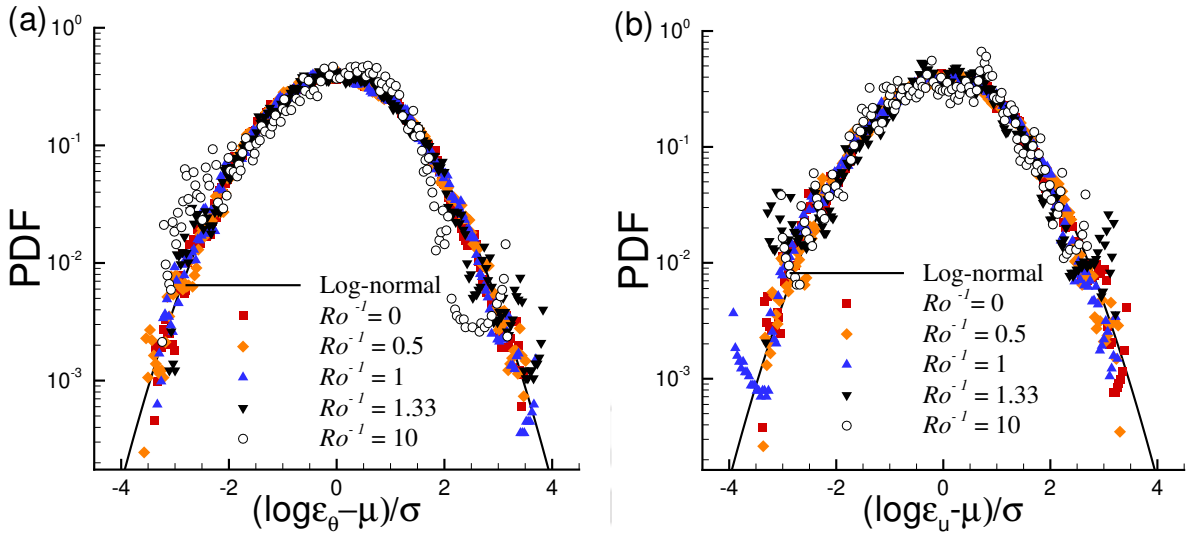 (a)
PDF
10^0
10^-1
10^-2
10^-3
Log-normal
Ro^-1 = 0
Ro^-1 = 0.5
Ro^-1 = 1
Ro^-1 = 1.33
Ro^-1 = 10
-4 -2 0 2 4
(logε_θ−μ)/σ
(b)
PDF
10^0
10^-1
10^-2
10^-3
Log-normal
Ro^-1 = 0
Ro^-1 = 0.5
Ro^-1 = 1
Ro^-1 = 1.33
Ro^-1 = 10
-4 -2 0 2 4
(logε_u-μ)/σ